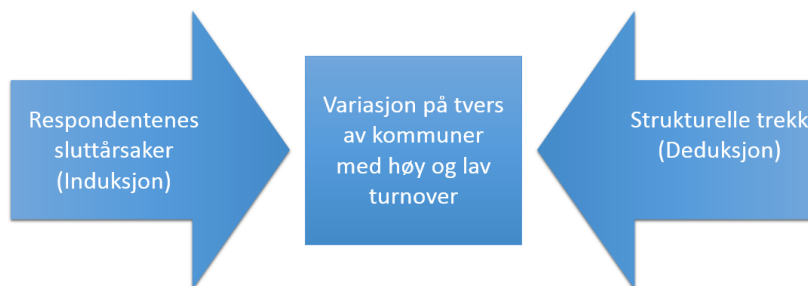 Respondentenes
sluttårsaker
(Induksjon)
Variasjon på tvers
av kommuner
med høy og lav
turnover
Strukturelle trekk
(Deduksjon)